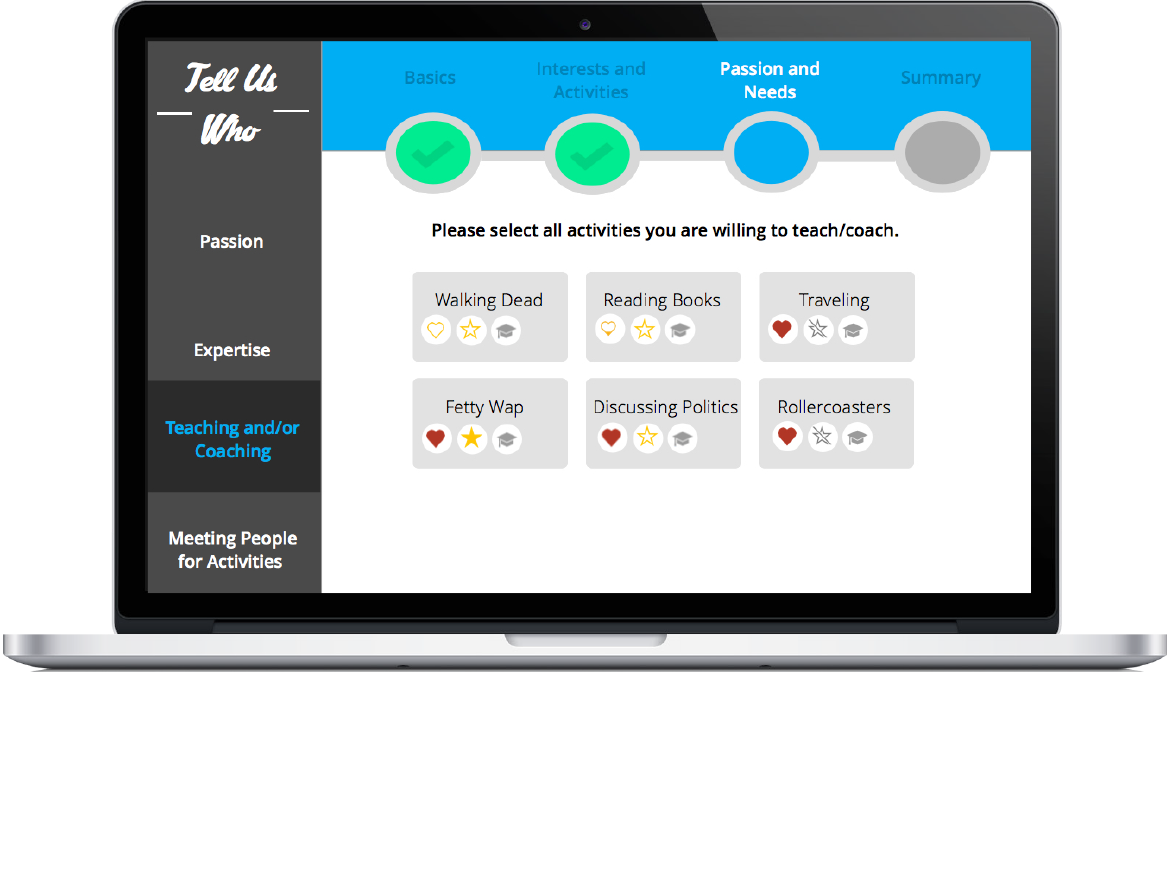 Tell Us
Who
Basics
Interests and
Activities
Passion and
Needs
Summary
Passion
Expertise
Teaching and/or
Coaching
Meeting People
for Activities
Please select all activities you are willing to teach/coach.
Walking Dead
Reading Books
Traveling
Fetty Wap
Discussing Politics
Rollercoasters